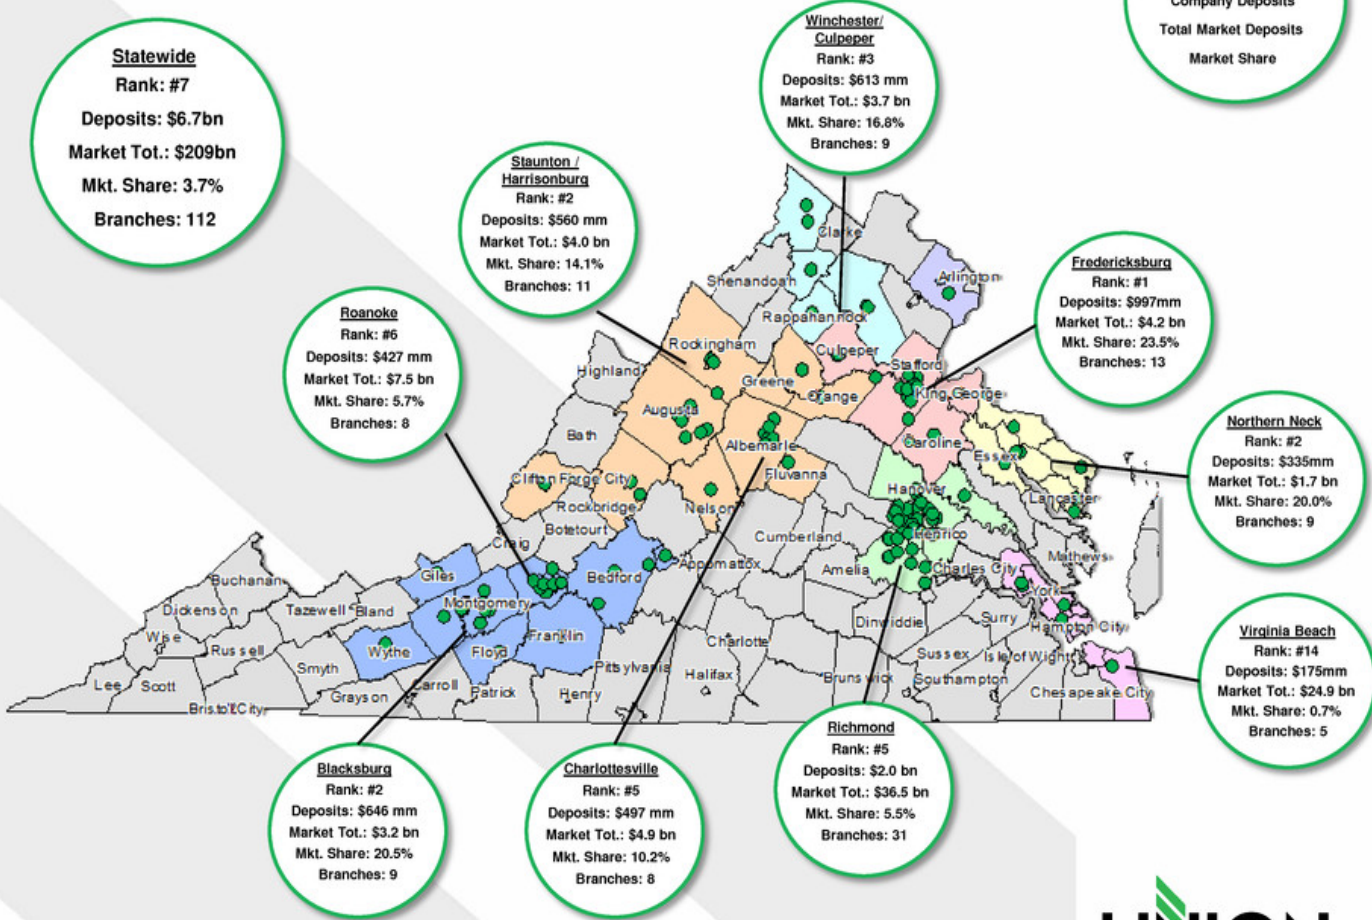 Company Deposits
Total Market Deposits
Market Share
Statewide
Rank: #7
Deposits: $6.7bn
Market Tot.: $209bn
Mkt. Share: 3.7%
Branches: 112
Winchester/
Culpeper
Rank: #3
Deposits: $613 mm
Market Tot.: $3.7 bn
Mkt. Share: 16.8%
Branches: 9
Staunton /
Harrisonburg
Rank: #2
Deposits: $560 mm
Market Tot.: $4.0 bn
Mkt. Share: 14.1%
Branches: 11
Fredericksburg
Rank: #1
Deposits: $997mm
Market Tot.: $4.2 bn
Mkt. Share: 23.5%
Branches: 13
Roanoke
Rank: #6
Deposits: $427 mm
Market Tot.: $7.5 bn
Mkt. Share: 5.7%
Branches: 8
Northern Neck
Rank: #2
Deposits: $335mm
Market Tot.: $1.7 bn
Mkt. Share: 20.0%
Branches: 9
Virginia Beach
Rank: #14
Deposits: $175mm
Market Tot.: $24.9 bn
Mkt. Share: 0.7%
Branches: 5
Blacksburg
Rank: #2
Deposits: $646 mm
Market Tot.: $3.2 bn
Mkt. Share: 20.5%
Branches: 9
Charlottesville
Rank: #5
Deposits: $497 mm
Market Tot.: $4.9 bn
Mkt. Share: 10.2%
Branches: 8
Richmond
Rank: #5
Deposits: $2.0 bn
Market Tot.: $36.5 bn
Mkt. Share: 5.5%
Branches: 31
Clarke
Shenandoah
Arlington
Rappahannock
Rockingham
Culpeper
Stafford
Highland
Greene
Orange
King George
Augusta
Bath
Albemarle
Caroline
Essex
Clifton Forge City
Fluvanna
Hanover
Lancaster
Rockbridge
Nelson
Botetourt
Cumberland
Henrico
Craig
Mathews
Appomattox
Amelia
Charles City
Giles
Bedford
Buchanan
York
Montgomery
Dickenson
Tazewell
Bland
Dinwiddie
Surry
Hampton City
Wise
Franklin
Charlotte
Russell
Wythe
Floyd
Sussex
Isle of Wight
Smyth
Pittsylvania
Halifax
Brunswick
Southampton
Lee
Scott
Carroll
Patrick
Henry
Chesapeake City
Grayson
Bristol City
UNION